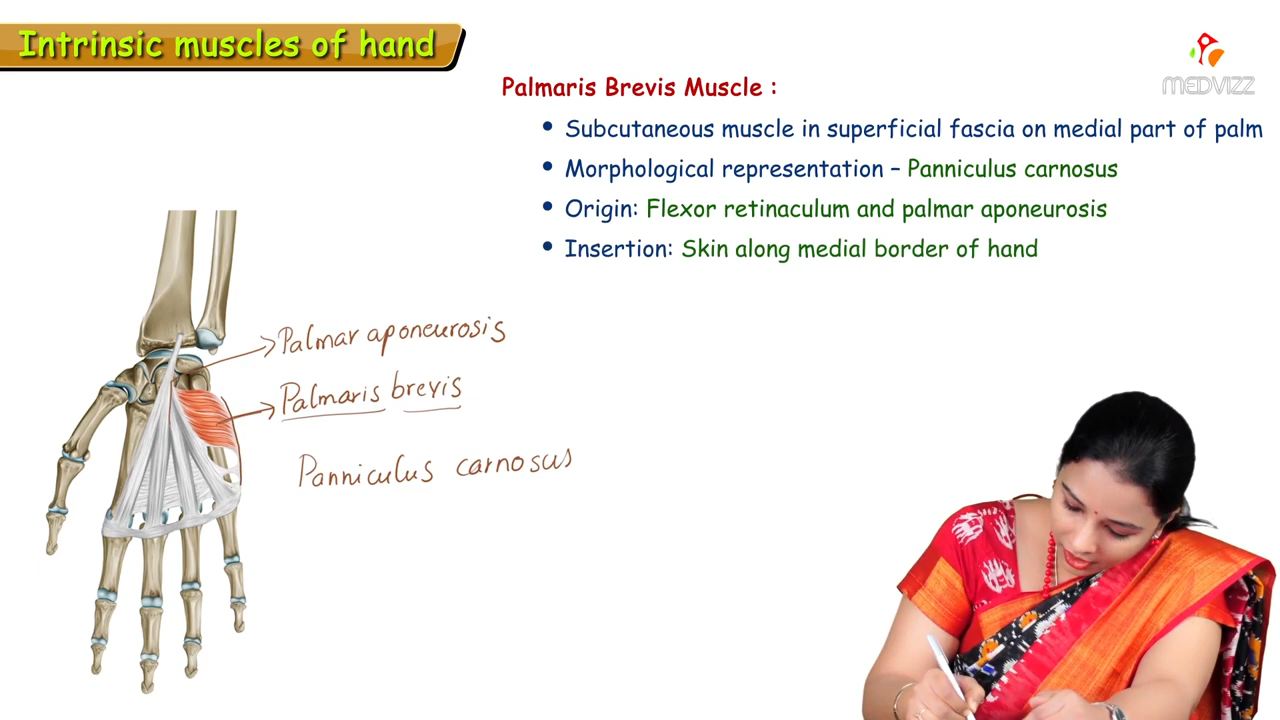 Intrinsic muscles of hand
MEDVIZZ
Palmaris Brevis Muscle :
• Subcutaneous muscle in superficial fascia on medial part of palm
• Morphological representation – Panniculus carnosus
• Origin: Flexor retinaculum and palmar aponeurosis
• Insertion: Skin along medial border of hand
Palmar aponeurosis
Palmaris brevis
Panniculus carnosus